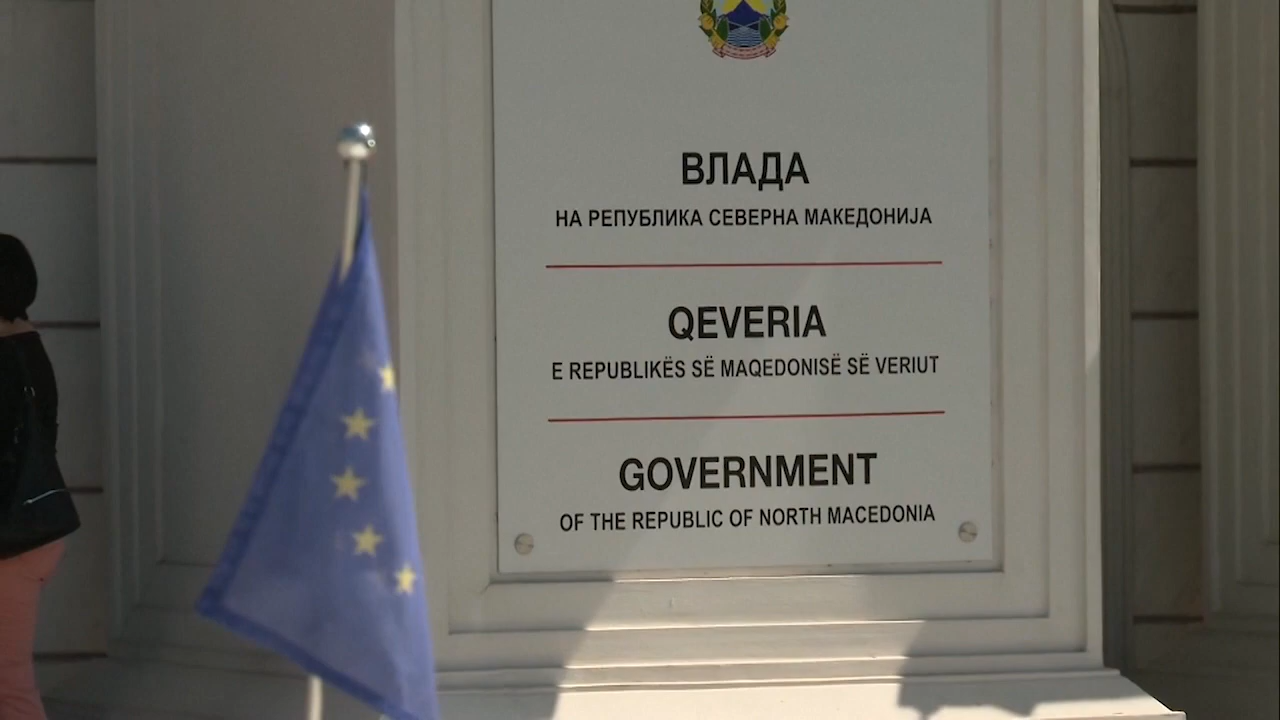 ВЛАДА
НА РЕПУБЛИКА СЕВЕРНА МАКЕДОНИЈА
QEVERIA
E REPUBLIKËS SË MAQEDONISË SË VERIUT
GOVERNMENT
OF THE REPUBLIC OF NORTH MACEDONIA